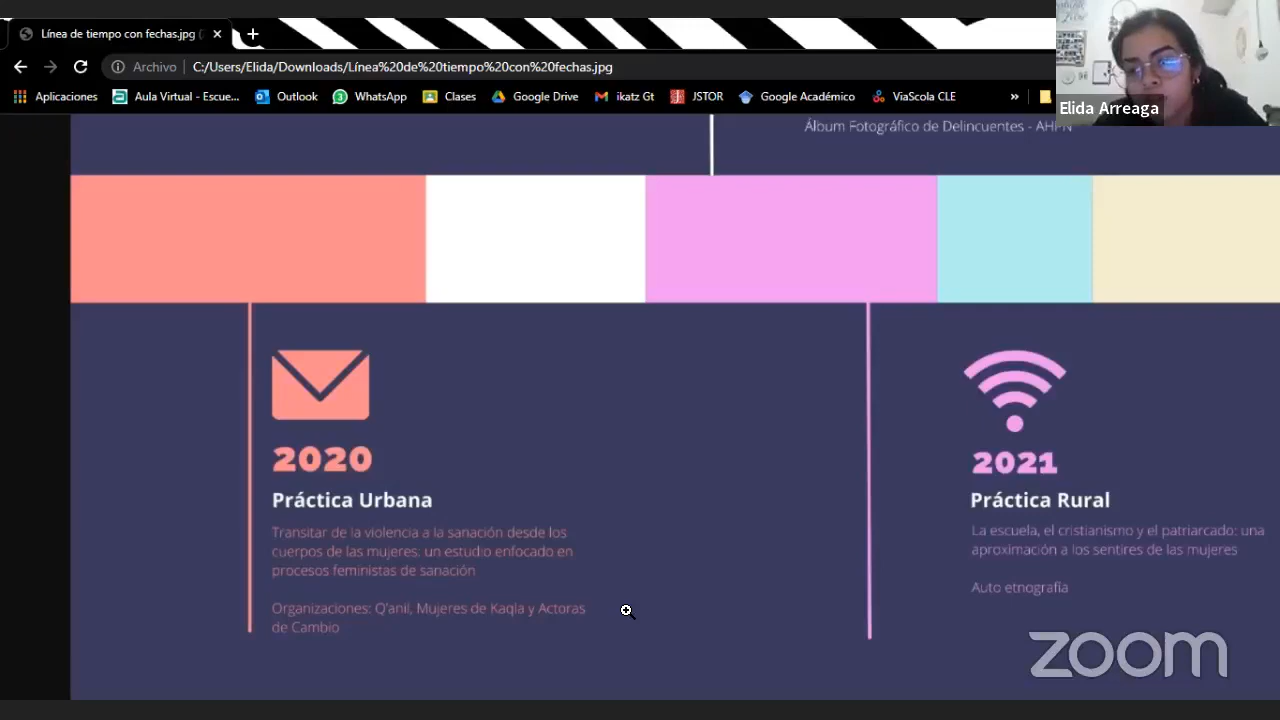 Línea de tiempo con fechas.jpg (
Archivo
C:/Users/Elida/Downloads/Línea%20de%20tiempo%20con%20fechas.jpg
Aplicaciones
Aula Virtual - Escue...
Outlook
WhatsApp
Clases
Google Drive
ikatz Gt
JSTOR
Google Académico
ViaScola CLE
»
Elida Arreaga
Álbum Fotográfico de Delincuentes - AHPN
2020
Práctica Urbana
Transitar de la violencia a la sanación desde los
cuerpos de las mujeres: un estudio enfocado en
procesos feministas de sanación
Organizaciones: Q'anil, Mujeres de Kaqla y Actoras
de Cambio
2021
Práctica Rural
La escuela, el cristianismo y el patriarcado: una
aproximación a los sentires de las mujeres
Auto etnografía
zoom